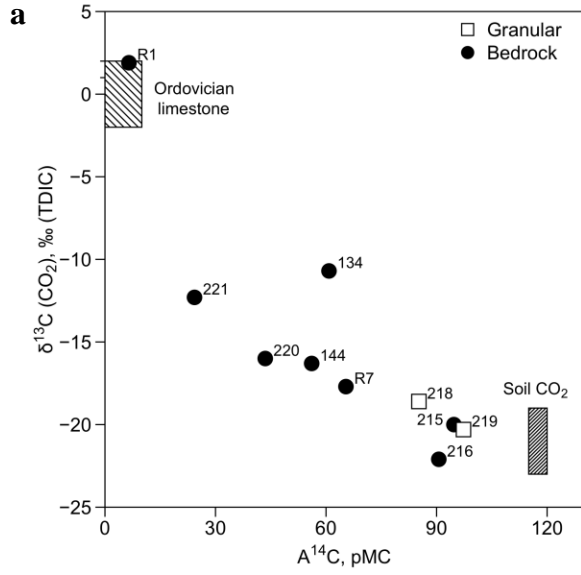 a
5
□ Granular
● Bedrock
R1
0
Ordovician
limestone
−5
δ¹³C (CO₂), ‰ (TDIC)
−10
134
221
−15
220
144
R7
218
Soil CO₂
−20
215
219
216
−25
0
30
60
90
120
A¹⁴C, pMC